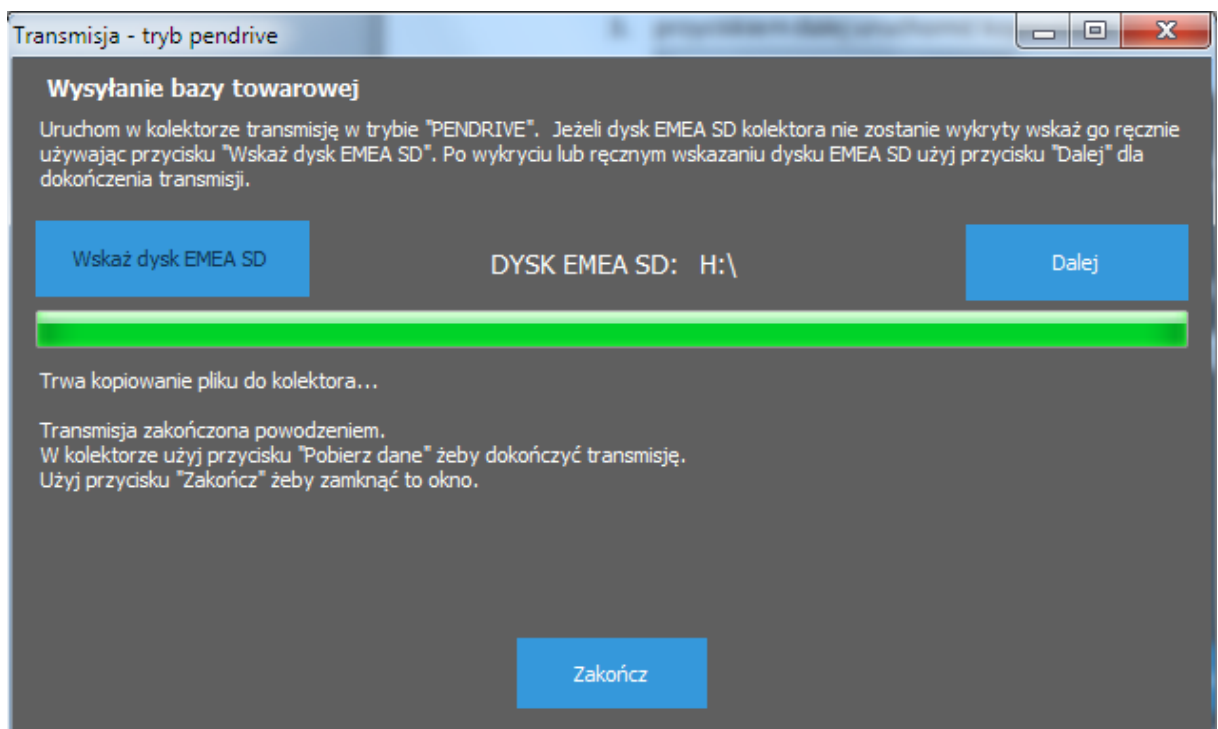 Transmisja - tryb pendrive
Wysyłanie bazy towarowej
Uruchom w kolektorze transmisję w trybie "PENDRIVE". Jeżeli dysk EMEA SD kolektora nie zostanie wykryty wskaż go ręcznie
używając przycisku "Wskaż dysk EMEA SD". Po wykryciu lub ręcznym wskazaniu dysku EMEA SD użyj przycisku "Dalej" dla
dokończenia transmisji.
Wskaż dysk EMEA SD
DYSK EMEA SD: H:\
Dalej
Trwa kopiowanie pliku do kolektora...
Transmisja zakończona powodzeniem.
W kolektorze użyj przycisku "Pobierz dane" żeby dokończyć transmisję.
Użyj przycisku "Zakończ" żeby zamknąć to okno.
Zakończ